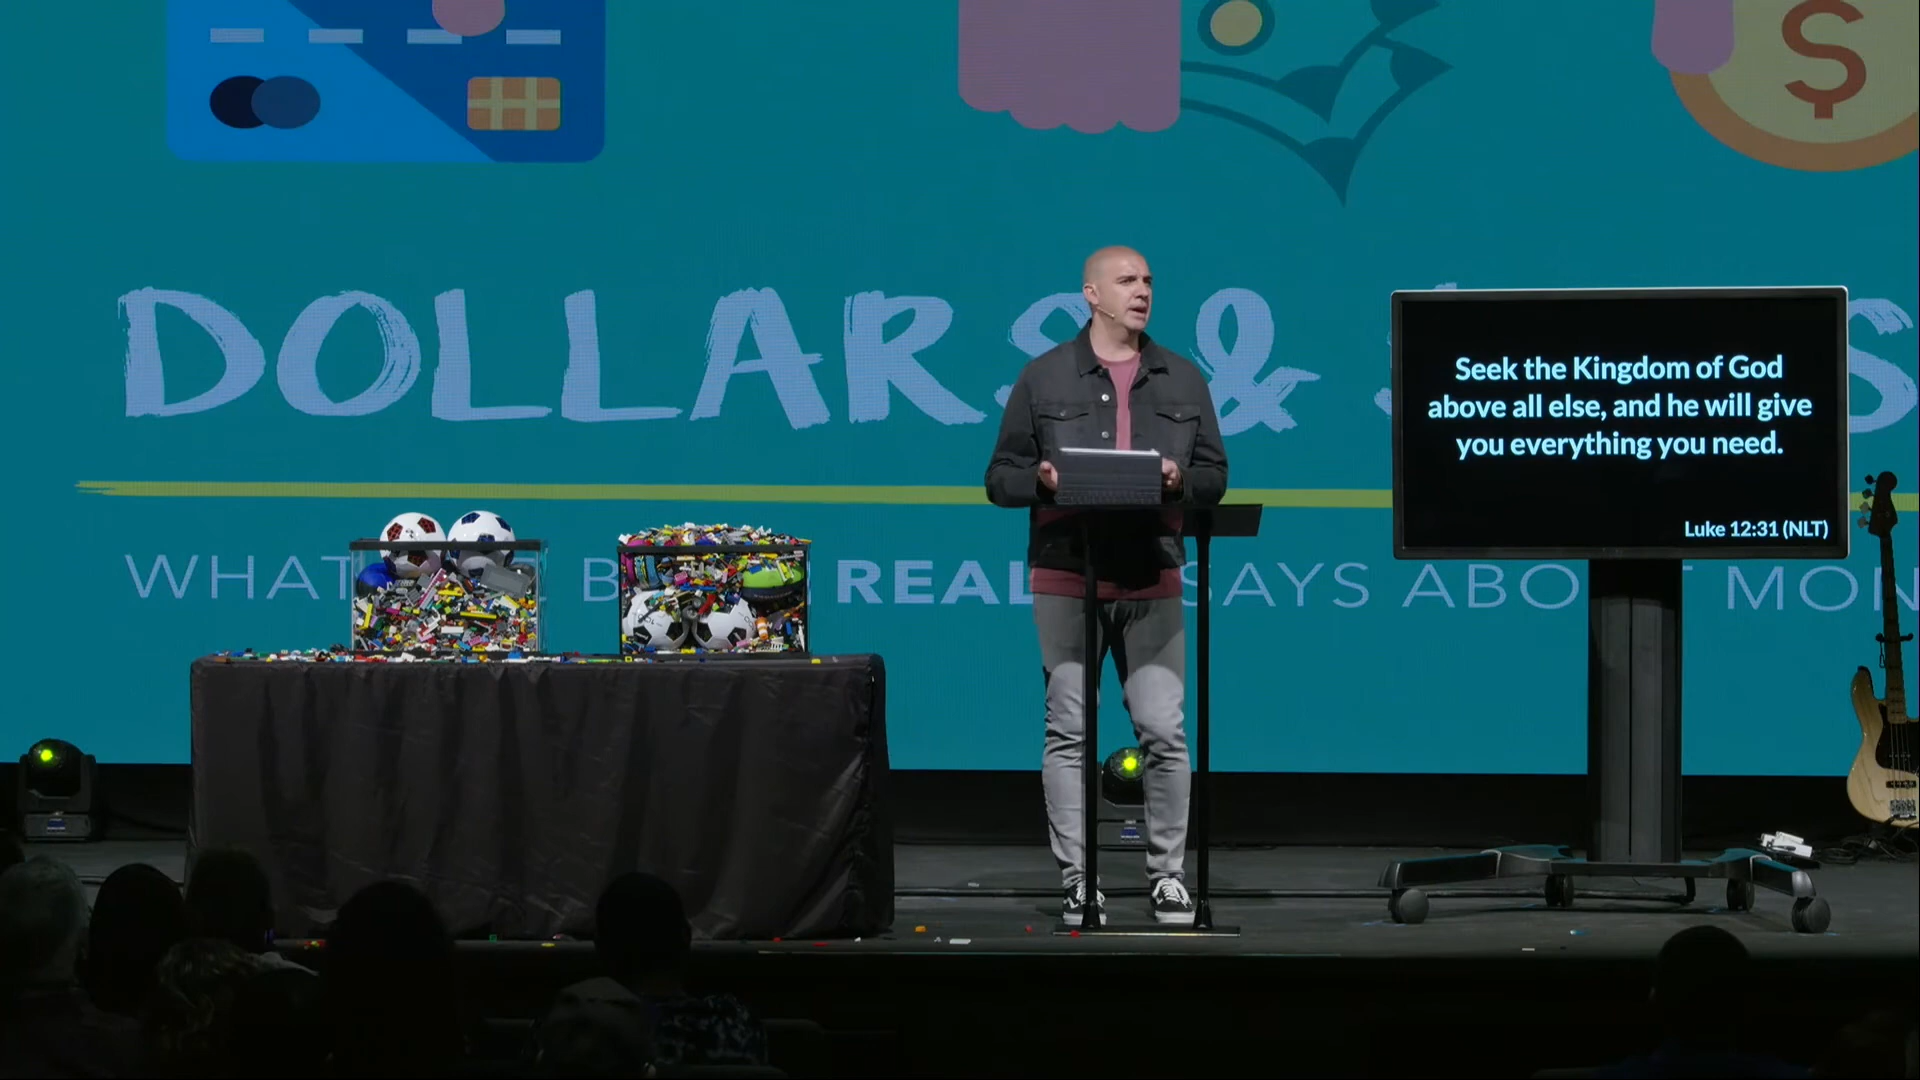 $
DOLLARS &
WHAT B REAL SAYS ABO MON
Seek the Kingdom of God
above all else, and he will give
you everything you need.
Luke 12:31 (NLT)